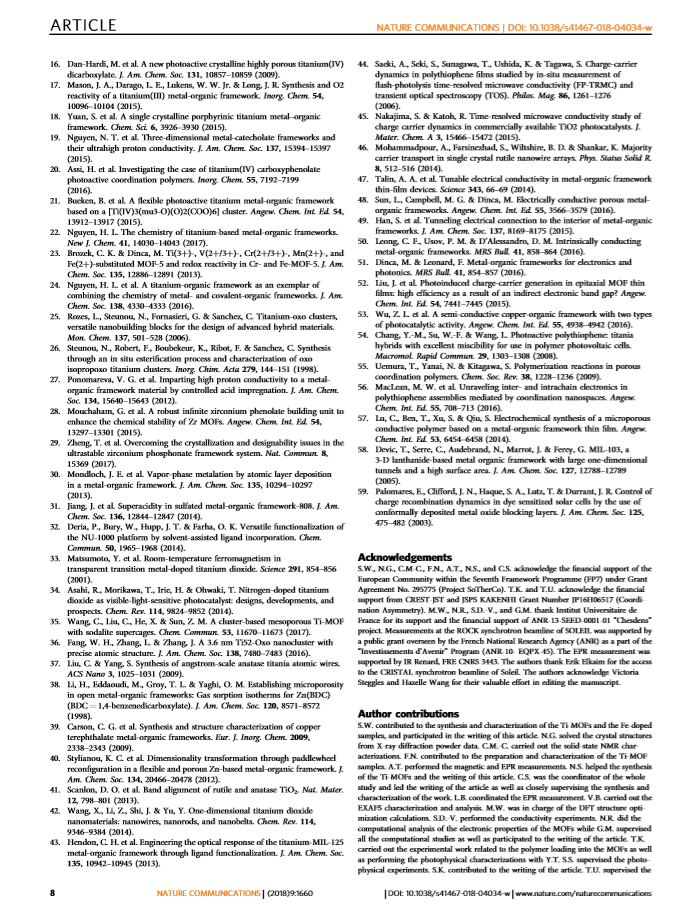 ARTICLE
NATURE COMMUNICATIONS | DOI: 10.1038/s41467-018-04034-w
16. Dan-Hardi, M. et al. A new photoactive crystalline highly porous titanium(IV)
dicarboxylate. J. Am. Chem. Soc. 131, 10857–10859 (2009).
17. Mason, J. A., Darago, L. E., Lukens, W. W. Jr. & Long, J. R. Synthesis and O2
reactivity of a titanium(III) metal-organic framework. Inorg. Chem. 54,
10096–10104 (2015).
18. Yuan, S. et al. A single crystalline porphyrinic titanium metal–organic
framework. Chem. Sci. 6, 3926–3930 (2015).
19. Nguyen, N. T. et al. Three-dimensional metal-catecholate frameworks and
their ultrahigh proton conductivity. J. Am. Chem. Soc. 137, 15394–15397
(2015).
20. Assi, H. et al. Investigating the case of titanium(IV) carboxyphenolate
photoactive coordination polymers. Inorg. Chem. 55, 7192–7199
(2016).
21. Bueken, B. et al. A flexible photoactive titanium metal-organic framework
based on a [Ti(IV)3(mu3-O)(O)2(COO)6] cluster. Angew. Chem. Int. Ed. 54,
13912–13917 (2015).
22. Nguyen, H. L. The chemistry of titanium-based metal-organic frameworks.
New J. Chem. 41, 14030–14043 (2017).
23. Brozek, C. K. & Dinca, M. Ti(3+)-, V(2+/3+)-, Cr(2+/3+)-, Mn(2+)-, and
Fe(2+)-substituted MOF-5 and redox reactivity in Cr- and Fe-MOF-5. J. Am.
Chem. Soc. 135, 12886–12891 (2013).
24. Nguyen, H. L. et al. A titanium-organic framework as an exemplar of
combining the chemistry of metal- and covalent-organic frameworks. J. Am.
Chem. Soc. 138, 4330–4333 (2016).
25. Rozes, L., Steunou, N., Fornasieri, G. & Sanchez, C. Titanium-oxo clusters,
versatile nanobuilding blocks for the design of advanced hybrid materials.
Mon. Chem. 137, 501–528 (2006).
26. Steunou, N., Robert, F., Boubekeur, K., Ribot, F. & Sanchez, C. Synthesis
through an in situ esterification process and characterization of oxo
isopropoxo titanium clusters. Inorg. Chim. Acta 279, 144–151 (1998).
27. Ponomareva, V. G. et al. Imparting high proton conductivity to a metal-
organic framework material by controlled acid impregnation. J. Am. Chem.
Soc. 134, 15640–15643 (2012).
28. Mouchaham, G. et al. A robust infinite zirconium phenolate building unit to
enhance the chemical stability of Zr MOFs. Angew. Chem. Int. Ed. 54,
13297–13301 (2015).
29. Zheng, T. et al. Overcoming the crystallization and designability issues in the
ultrastable zirconium phosphonate framework system. Nat. Commun. 8,
15369 (2017).
30. Mondloch, J. E. et al. Vapor-phase metalation by atomic layer deposition
in a metal-organic framework. J. Am. Chem. Soc. 135, 10294–10297
(2013).
31. Jiang, J. et al. Superacidity in sulfated metal-organic framework-808. J. Am.
Chem. Soc. 136, 12844–12847 (2014).
32. Deria, P., Bury, W., Hupp, J. T. & Farha, O. K. Versatile functionalization of
the NU-1000 platform by solvent-assisted ligand incorporation. Chem.
Commun. 50, 1965–1968 (2014).
33. Matsumoto, Y. et al. Room-temperature ferromagnetism in
transparent transition metal-doped titanium dioxide. Science 291, 854–856
(2001).
34. Asahi, R., Morikawa, T., Irie, H. & Ohwaki, T. Nitrogen-doped titanium
dioxide as visible-light-sensitive photocatalyst: designs, developments, and
prospects. Chem. Rev. 114, 9824–9852 (2014).
35. Wang, C., Liu, C., He, X. & Sun, Z. M. A cluster-based mesoporous Ti-MOF
with sodalite supercages. Chem. Commun. 53, 11670–11673 (2017).
36. Fang, W. H., Zhang, L. & Zhang, J. A 3.6 nm Ti52-Oxo nanocluster with
precise atomic structure. J. Am. Chem. Soc. 138, 7480–7483 (2016).
37. Liu, C. & Yang, S. Synthesis of angstrom-scale anatase titania atomic wires.
ACS Nano 3, 1025–1031 (2009).
38. Li, H., Eddaoudi, M., Groy, T. L. & Yaghi, O. M. Establishing microporosity
in open metal-organic frameworks: Gas sorption isotherms for Zn(BDC)
(BDC = 1,4-benzenedicarboxylate). J. Am. Chem. Soc. 120, 8571–8572
(1998).
39. Carson, C. G. et al. Synthesis and structure characterization of copper
terephthalate metal-organic frameworks. Eur. J. Inorg. Chem. 2009,
2338–2343 (2009).
40. Stylianou, K. C. et al. Dimensionality transformation through paddlewheel
reconfiguration in a flexible and porous Zn-based metal-organic framework. J.
Am. Chem. Soc. 134, 20466–20478 (2012).
41. Scanlon, D. O. et al. Band alignment of rutile and anatase TiO₂. Nat. Mater.
12, 798–801 (2013).
42. Wang, X., Li, Z., Shi, J. & Yu, Y. One-dimensional titanium dioxide
nanomaterials: nanowires, nanorods, and nanobelts. Chem. Rev. 114,
9346–9384 (2014).
43. Hendon, C. H. et al. Engineering the optical response of the titanium-MIL-125
metal-organic framework through ligand functionalization. J. Am. Chem. Soc.
135, 10942–10945 (2013).
44. Saeki, A., Seki, S., Sunagawa, T., Ushida, K. & Tagawa, S. Charge-carrier
dynamics in polythiophene films studied by in-situ measurement of
flash-photolysis time-resolved microwave conductivity (FP-TRMC) and
transient optical spectroscopy (TOS). Philos. Mag. 86, 1261–1276
(2006).
45. Nakajima, S. & Katoh, R. Time-resolved microwave conductivity study of
charge carrier dynamics in commercially available TiO2 photocatalysts. J.
Mater. Chem. A 3, 15466–15472 (2015).
46. Mohammadpour, A., Farsinezhad, S., Wiltshire, B. D. & Shankar, K. Majority
carrier transport in single crystal rutile nanowire arrays. Phys. Status Solid R.
8, 512–516 (2014).
47. Talin, A. A. et al. Tunable electrical conductivity in metal-organic framework
thin-film devices. Science 343, 66–69 (2014).
48. Sun, L., Campbell, M. G. & Dinca, M. Electrically conductive porous metal-
organic frameworks. Angew. Chem. Int. Ed. 55, 3566–3579 (2016).
49. Han, S. et al. Tunneling electrical connection to the interior of metal-organic
frameworks. J. Am. Chem. Soc. 137, 8169–8175 (2015).
50. Leong, C. F., Usov, P. M. & D'Alessandro, D. M. Intrinsically conducting
metal-organic frameworks. MRS Bull. 41, 858–864 (2016).
51. Dinca, M. & Leonard, F. Metal-organic frameworks for electronics and
photonics. MRS Bull. 41, 854–857 (2016).
52. Liu, J. et al. Photoinduced charge-carrier generation in epitaxial MOF thin
films: high efficiency as a result of an indirect electronic band gap? Angew.
Chem. Int. Ed. 54, 7441–7445 (2015).
53. Wu, Z. L. et al. A semi-conductive copper-organic framework with two types
of photocatalytic activity. Angew. Chem. Int. Ed. 55, 4938–4942 (2016).
54. Chang, Y.-M., Su, W.-F. & Wang, L. Photoactive polythiophene: titania
hybrids with excellent miscibility for use in polymer photovoltaic cells.
Macromol. Rapid Commun. 29, 1303–1308 (2008).
55. Uemura, T., Yanai, N. & Kitagawa, S. Polymerization reactions in porous
coordination polymers. Chem. Soc. Rev. 38, 1228–1236 (2009).
56. MacLean, M. W. et al. Unraveling inter- and intrachain electronics in
polythiophene assemblies mediated by coordination nanospaces. Angew.
Chem. Int. Ed. 55, 708–713 (2016).
57. Lu, C., Ben, T., Xu, S. & Qiu, S. Electrochemical synthesis of a microporous
conductive polymer based on a metal-organic framework thin film. Angew.
Chem. Int. Ed. 53, 6454–6458 (2014).
58. Devic, T., Serre, C., Audebrand, N., Marrot, J. & Ferey, G. MIL-103, a
3-D lanthanide-based metal organic framework with large one-dimensional
tunnels and a high surface area. J. Am. Chem. Soc. 127, 12788–12789
(2005).
59. Palomares, E., Clifford, J. N., Haque, S. A., Lutz, T. & Durrant, J. R. Control of
charge recombination dynamics in dye sensitized solar cells by the use of
conformally deposited metal oxide blocking layers. J. Am. Chem. Soc. 125,
475–482 (2003).
Acknowledgements
S.W., N.G., C.M-C., F.N., A.T., N.S., and C.S. acknowledge the financial support of the
European Community within the Seventh Framework Programme (FP7) under Grant
Agreement No. 295775 (Project SoTherCo). T.K. and T.U. acknowledge the financial
support from CREST-JST and JSPS KAKENHI Grant Number JP16H06517 (Coordi-
nation Asymmetry). M.W., N.R., S.D.-V., and G.M. thank Institut Universitaire de
France for its support and the financial support of ANR-13-SEED-0001-01 "Chesdens"
project. Measurements at the ROCK synchrotron beamline of SOLEIL was supported by
a public grant overseen by the French National Research Agency (ANR) as a part of the
"Investissements d'Avenir" Program (ANR-10- EQPX-45). The EPR measurement was
supported by IR Renard, FRE CNRS 3443. The authors thank Erik Elkaim for the access
to the CRISTAL synchrotron beamline of Soleil. The authors acknowledge Victoria
Steggles and Hazelle Wang for their valuable effort in editing the manuscript.
Author contributions
S.W. contributed to the synthesis and characterization of the Ti-MOFs and the Fe-doped
samples, and participated in the writing of this article. N.G. solved the crystal structures
from X-ray diffraction powder data. C.M.-C. carried out the solid-state NMR char-
acterizations. F.N. contributed to the preparation and characterization of the Ti-MOF
samples. A.T. performed the magnetic and EPR measurements. N.S. helped the synthesis
of the Ti-MOFs and the writing of this article. C.S. was the coordinator of the whole
study and led the writing of the article as well as closely supervising the synthesis and
characterization of the work. L.B. coordinated the EPR measurement. V.B. carried out the
EXAFS characterization and analysis. M.W. was in charge of the DFT structure opti-
mization calculations. S.D.-V. performed the conductivity experiments. N.R. did the
computational analysis of the electronic properties of the MOFs while G.M. supervised
all the computational studies as well as participated to the writing of the article. T.K.
carried out the experimental work related to the polymer loading into the MOFs as well
as performing the photophysical characterizations with Y.T. S.S. supervised the photo-
physical experiments. S.K. contributed to the writing of the article. T.U. supervised the
8
NATURE COMMUNICATIONS | (2018)9:1660
| DOI: 10.1038/s41467-018-04034-w | www.nature.com/naturecommunications